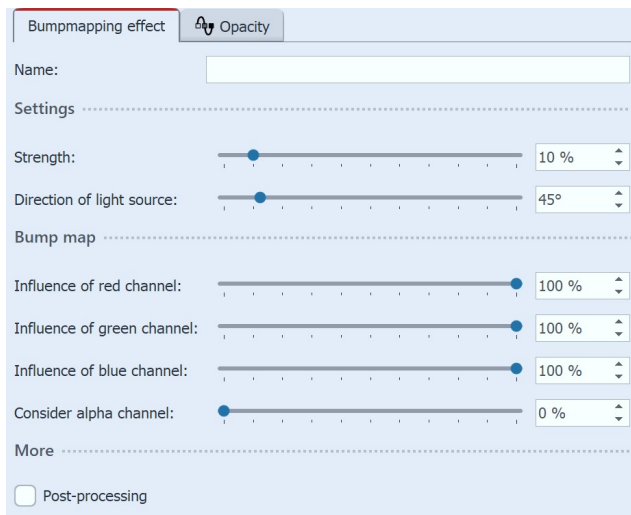 Bumpmapping effect Opacity
Name:
Settings
Strength: 10 %
Direction of light source: 45°
Bump map
Influence of red channel: 100 %
Influence of green channel: 100 %
Influence of blue channel: 100 %
Consider alpha channel: 0 %
More
Post-processing